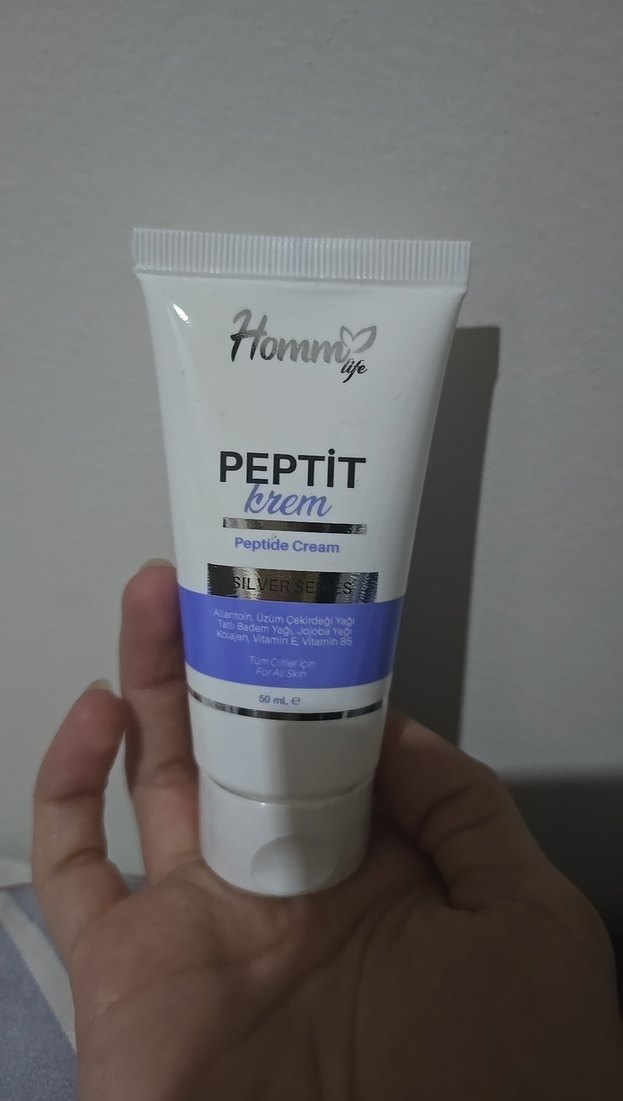 Homm
life
PEPTİT
krem
Peptide Cream
SILVER SERIES
Allantoin, Üzüm Çekirdeği Yağı
Tatlı Badem Yağı, Jojoba Yağı
Kolajen, Vitamin E, Vitamin B5
Tüm Ciltler İçin
For All Skin
50 mL ℮